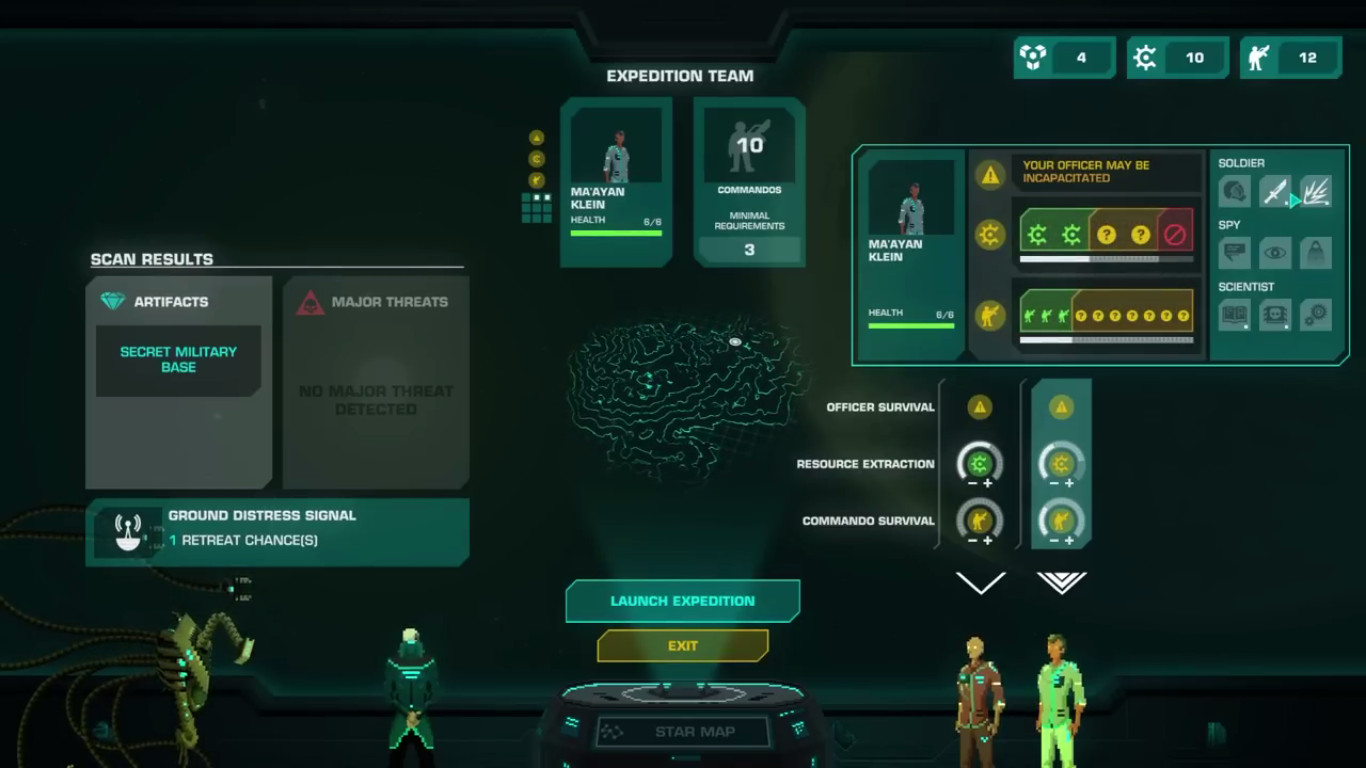 4
10
12
EXPEDITION TEAM
10
MA'AYAN
KLEIN
HEALTH 6/6
COMMANDOS
MINIMAL
REQUIREMENTS
3
YOUR OFFICER MAY BE
INCAPACITATED
MA'AYAN
KLEIN
HEALTH 6/6
? ?
? ? ? ? ? ? ?
SOLDIER
SPY
SCIENTIST
SCAN RESULTS
ARTIFACTS
SECRET MILITARY
BASE
MAJOR THREATS
NO MAJOR THREAT
DETECTED
GROUND DISTRESS SIGNAL
1 RETREAT CHANCE(S)
OFFICER SURVIVAL
RESOURCE EXTRACTION
- + - +
COMMANDO SURVIVAL
- + - +
LAUNCH EXPEDITION
EXIT
STAR MAP